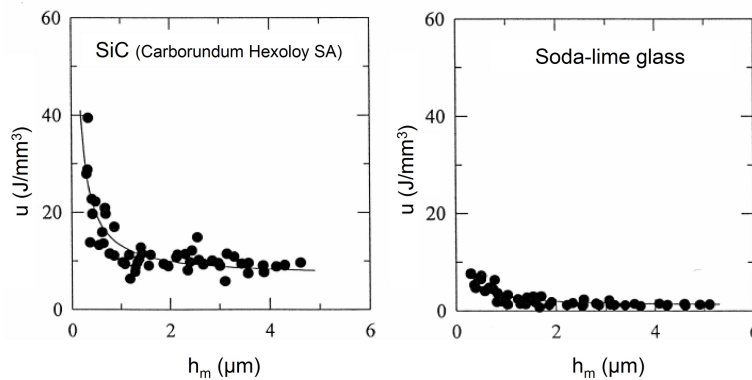 60
SiC (Carborundum Hexoloy SA)
40
u (J/mm³)
20
0
0 2 4 6
hₘ (μm)
60
Soda-lime glass
40
u (J/mm³)
20
0
0 2 4 6
hₘ (μm)